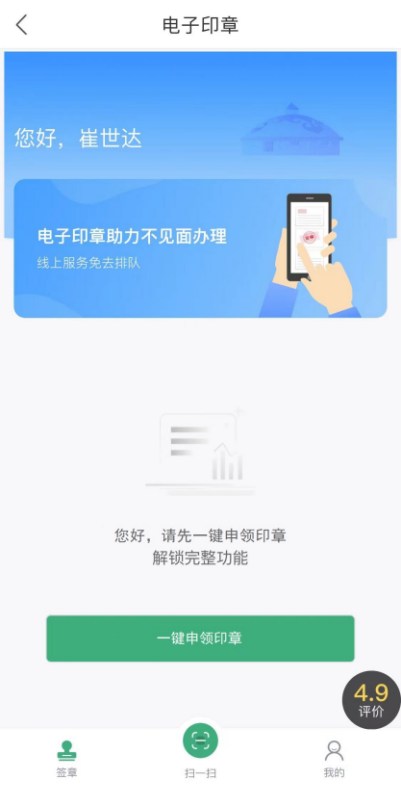 电子印章
您好，崔世达
电子印章助力不见面办理
线上服务免去排队
您好，请先一键申领印章
解锁完整功能
一键申领印章
4.9
评价
签章
扫一扫
我的